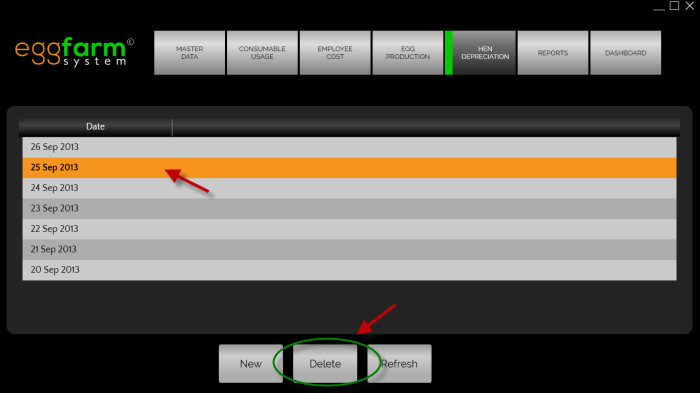 eggfarm©
system
MASTER
DATA
CONSUMABLE
USAGE
EMPLOYEE
COST
EGG
PRODUCTION
HEN
DEPRECIATION
REPORTS
DASHBOARD
Date
26 Sep 2013
25 Sep 2013
24 Sep 2013
23 Sep 2013
22 Sep 2013
21 Sep 2013
20 Sep 2013
New
Delete
Refresh